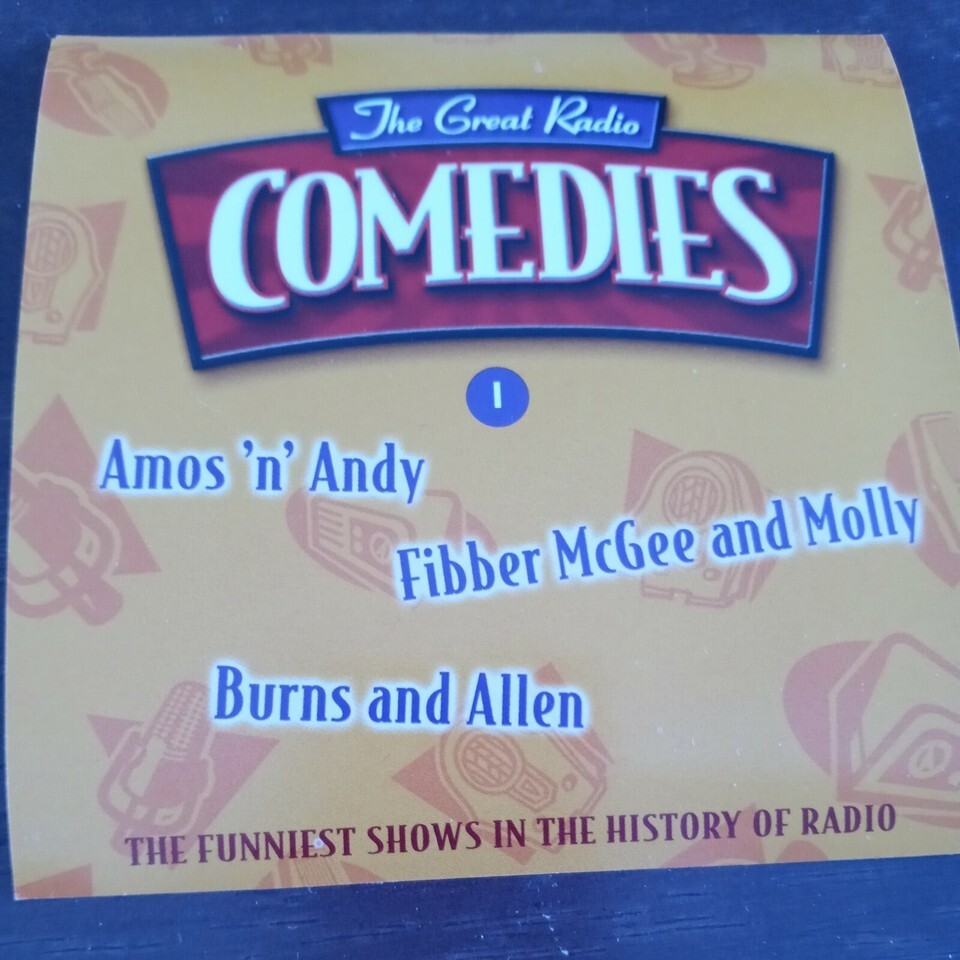 The Great Radio
COMEDIES
1
Amos 'n' Andy
Fibber McGee and Molly
Burns and Allen
THE FUNNIEST SHOWS IN THE HISTORY OF RADIO